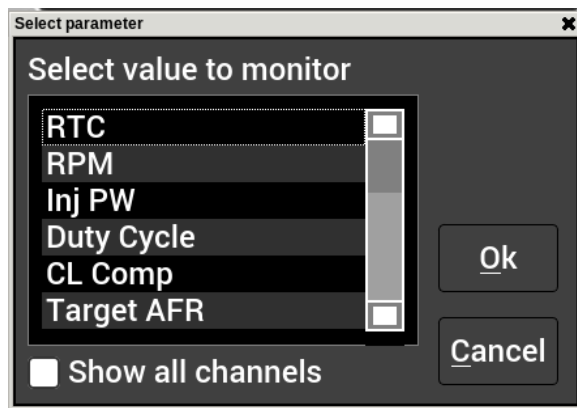 Select parameter
Select value to monitor
RTC
RPM
Inj PW
Duty Cycle
CL Comp
Target AFR
Ok
Cancel
Show all channels